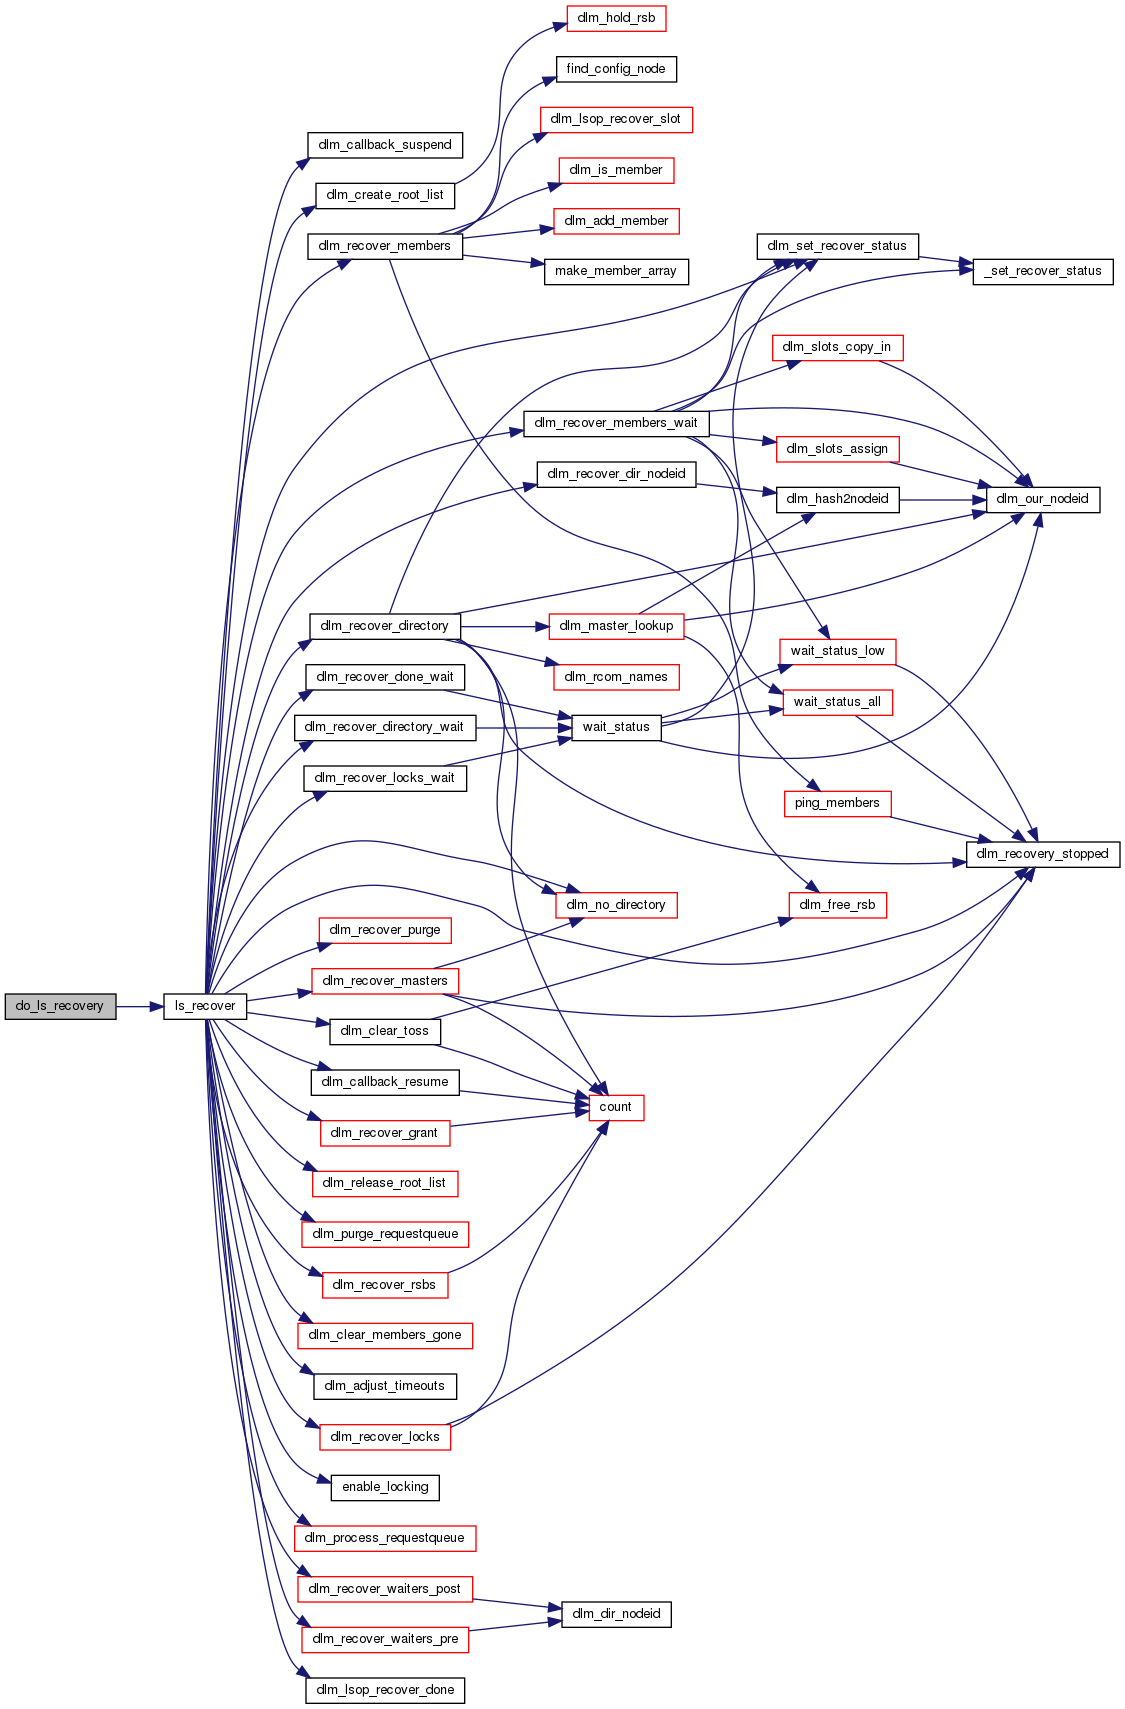 dlm_hold_rsb
find_config_node
dlm_lsop_recover_slot
dlm_callback_suspend
dlm_is_member
dlm_create_root_list
dlm_add_member
dlm_recover_members
dlm_set_recover_status
make_member_array
_set_recover_status
dlm_slots_copy_in
dlm_recover_members_wait
dlm_slots_assign
dlm_recover_dir_nodeid
dlm_hash2nodeid
dlm_our_nodeid
dlm_recover_directory
dlm_master_lookup
wait_status_low
dlm_recover_done_wait
dlm_rcom_names
wait_status_all
dlm_recover_directory_wait
wait_status
dlm_recover_locks_wait
ping_members
dlm_recovery_stopped
dlm_no_directory
dlm_free_rsb
dlm_recover_purge
dlm_recover_masters
do_ls_recovery
ls_recover
dlm_clear_toss
dlm_callback_resume
count
dlm_recover_grant
dlm_release_root_list
dlm_purge_requestqueue
dlm_recover_rsbs
dlm_clear_members_gone
dlm_adjust_timeouts
dlm_recover_locks
enable_locking
dlm_process_requestqueue
dlm_recover_waiters_post
dlm_dir_nodeid
dlm_recover_waiters_pre
dlm_lsop_recover_done